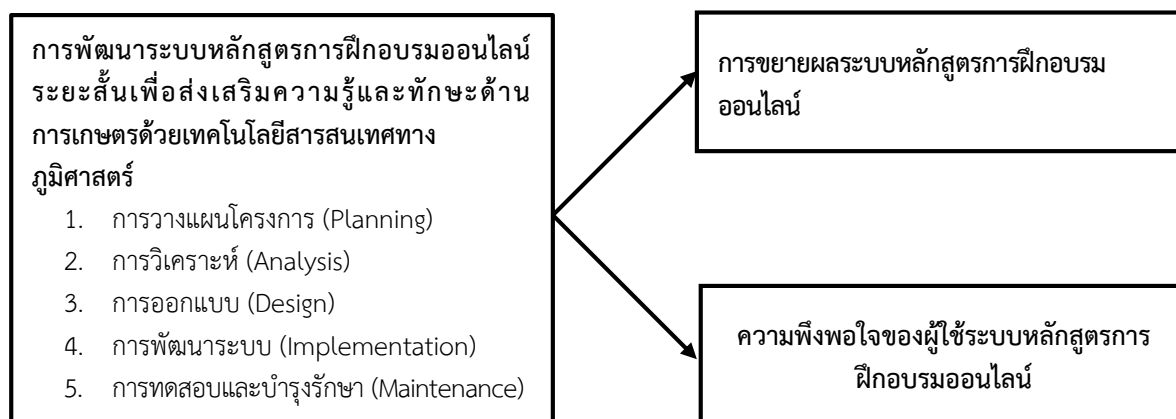 การพัฒนาระบบหลักสูตรการฝึกอบรมออนไลน์
ระยะสั้นเพื่อส่งเสริมความรู้และทักษะด้าน
การเกษตรด้วยเทคโนโลยีสารสนเทศทาง
ภูมิศาสตร์
1. การวางแผนโครงการ (Planning)
2. การวิเคราะห์ (Analysis)
3. การออกแบบ (Design)
4. การพัฒนาระบบ (Implementation)
5. การทดสอบและบำรุงรักษา (Maintenance)
การขยายผลระบบหลักสูตรการฝึกอบรม
ออนไลน์
ความพึงพอใจของผู้ใช้ระบบหลักสูตรการ
ฝึกอบรมออนไลน์